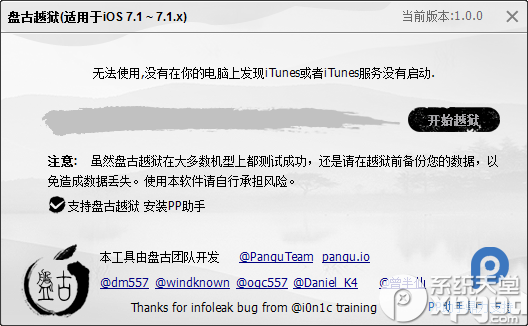 盘古越狱(适用于iOS 7.1 ~ 7.1.x) 当前版本:1.0.0
无法使用,没有在你的电脑上发现iTunes或者iTunes服务没有启动.
开始越狱
注意: 虽然盘古越狱在大多数机型上都测试成功，还是请在越狱前备份您的数据，以
免造成数据丢失。使用本软件请自行承担风险。
支持盘古越狱 安装PP助手
盘古
本工具由盘古团队开发 @PanguTeam pangu.io
@dm557 @windknown @ogc557 @Daniel_K4 @曾半仙
Thanks for infoleak bug from @i0n1c training
系统天堂
xpgod
.com